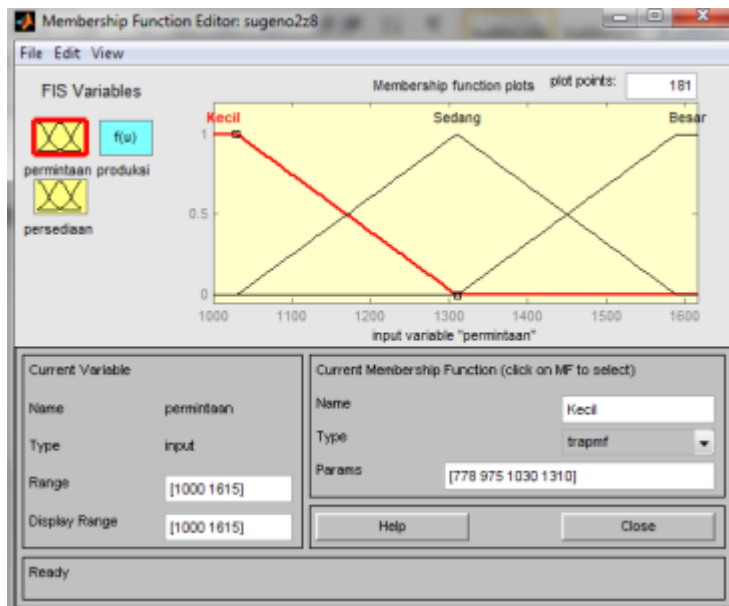 Membership Function Editor: sugeno2z8
File Edit View
FIS Variables
f(u)
permintaan produksi
persediaan
Membership function plots plot points: 181
Kecil Sedang Besar
1
0.5
0
1000 1100 1200 1300 1400 1500 1600
input variable "permintaan"
Current Variable
Name permintaan
Type input
Range [1000 1615]
Display Range [1000 1615]
Current Membership Function (click on MF to select)
Name Kecil
Type trapmf
Params [778 975 1030 1310]
Help Close
Ready